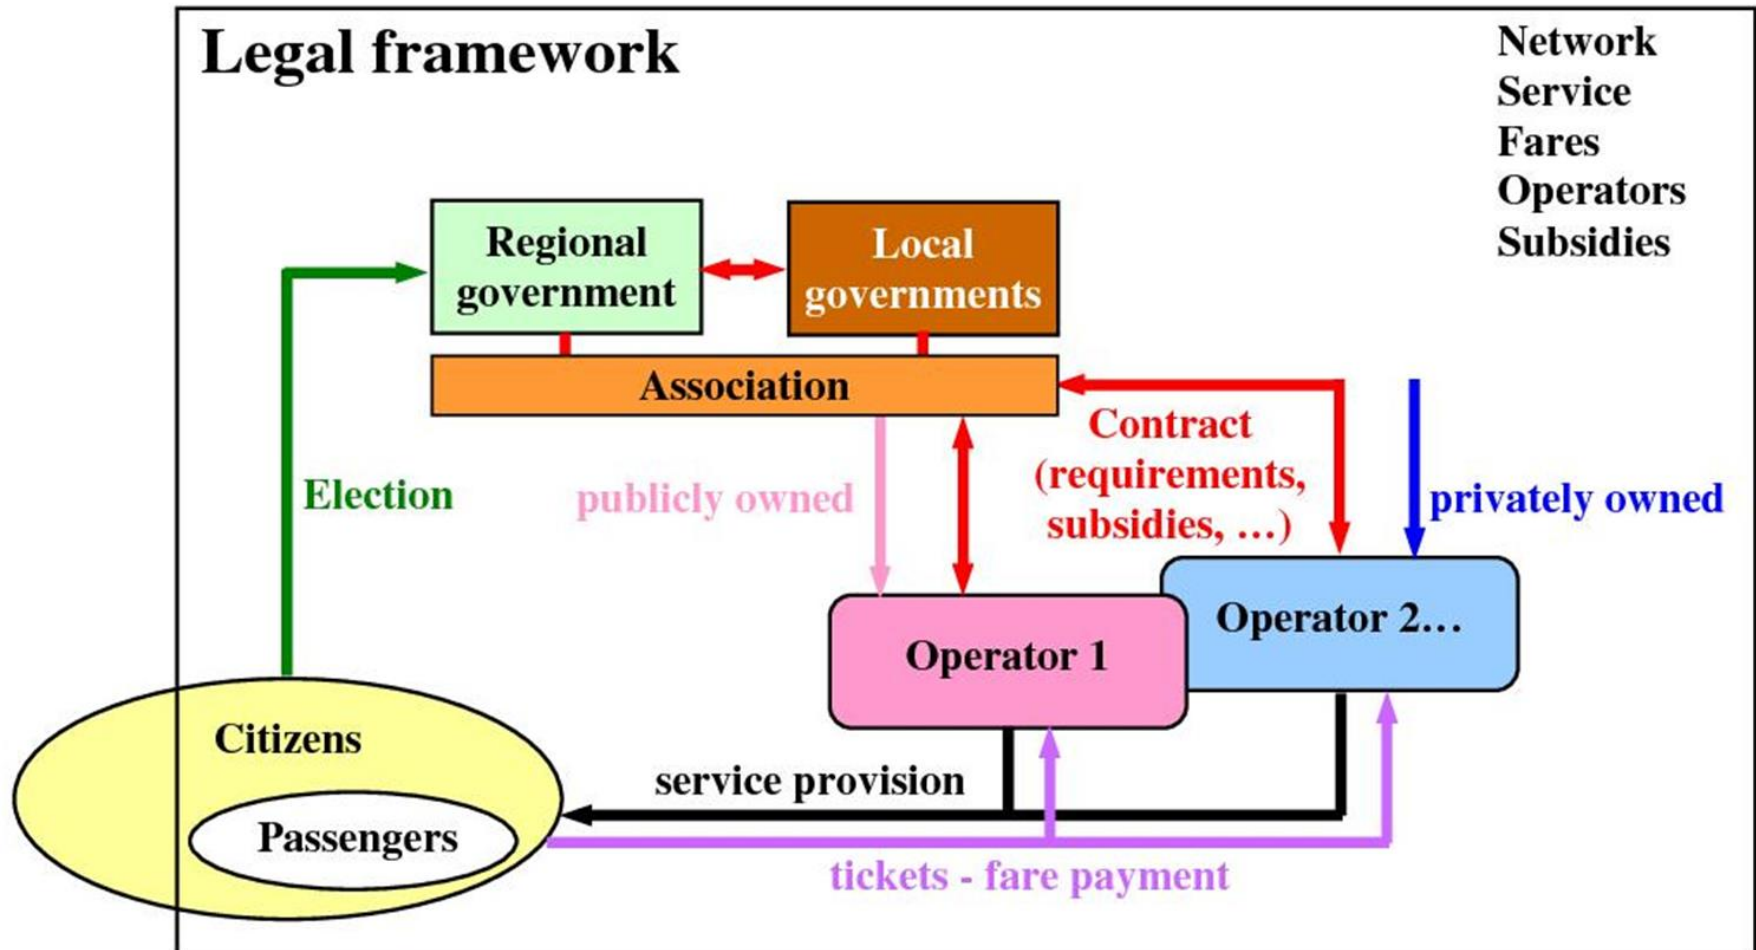 Legal framework
Network
Service
Fares
Operators
Subsidies
Regional
government
Local
governments
Association
Contract
(requirements,
subsidies, …)
Election
publicly owned
privately owned
Operator 1
Operator 2…
Citizens
Passengers
service provision
tickets - fare payment